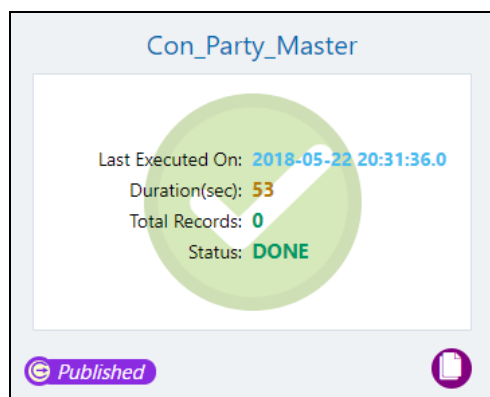 Con_Party_Master
Last Executed On: 2018-05-22 20:31:36.0
Duration(sec): 53
Total Records: 0
Status: DONE
Published